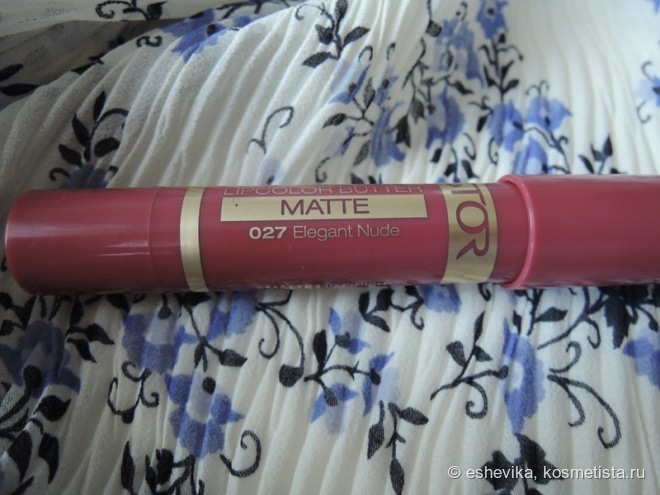 LIPCOLOR BUTTER
MATTE
027 Elegant Nude
TOR
© eshevika, kosmetista.ru